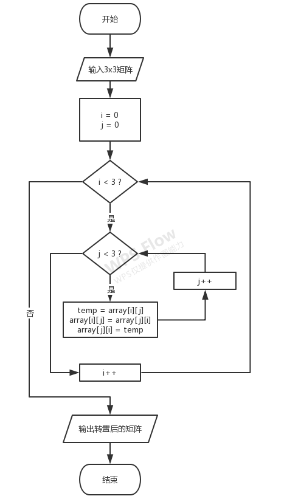 开始
输入3x3矩阵
i = 0
j = 0
i < 3 ?
是
j < 3 ?
是
j++
temp = array[i][j]
array[i][j] = array[j][i]
array[j][i] = temp
否
i++
输出转置后的矩阵
结束